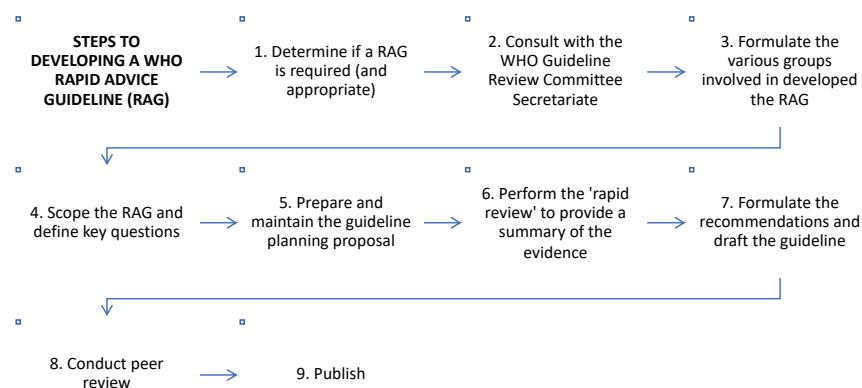 STEPS TO
DEVELOPING A WHO
RAPID ADVICE
GUIDELINE (RAG)
1. Determine if a RAG
is required (and
appropriate)
2. Consult with the
WHO Guideline
Review Committee
Secretariate
3. Formulate the
various groups
involved in developed
the RAG
4. Scope the RAG and
define key questions
5. Prepare and
maintain the guideline
planning proposal
6. Perform the 'rapid
review' to provide a
summary of the
evidence
7. Formulate the
recommendations and
draft the guideline
8. Conduct peer
review
9. Publish